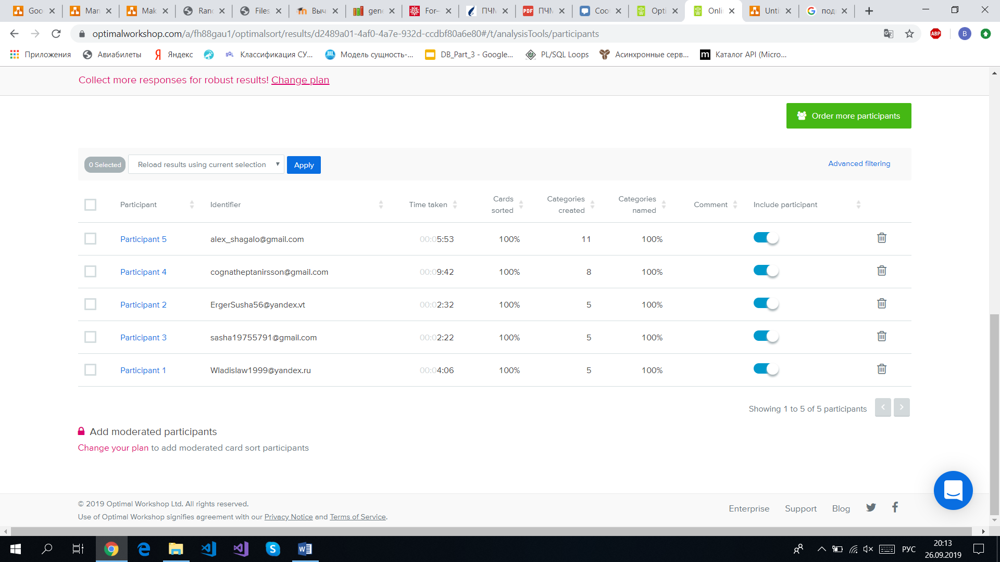 Goo
Man
Mak
Ran
Files
Выч
gene
For–
ПЧМ
PDF ПЧМ
Coo
Opti
Onli
Unti
поді
optimalworkshop.com/a/fh88gau1/optimalsort/results/d2489a01-4af0-4a7e-932d-ccdbf80a6e80#/t/analysisTools/participants
ABP
B
Приложения
Авиабилеты
Яндекс
SQL Классификация СУ...
Модель сущность-...
DB_Part_3 - Google...
PL/SQL Loops
Асинхронные серв...
m Каталог API (Micro...
Collect more responses for robust results! Change plan
Order more participants
0 Selected
Reload results using current selection
Apply
Advanced filtering
Participant Identifier Time taken Cards sorted Categories created Categories named Comment Include participant
Participant 5 alex_shagalo@gmail.com 00:05:53 100% 11 100%
Participant 4 cognatheptanirsson@gmail.com 00:09:42 100% 8 100%
Participant 2 ErgerSusha56@yandex.vt 00:02:32 100% 5 100%
Participant 3 sasha19755791@gmail.com 00:02:22 100% 5 100%
Participant 1 Wladislaw1999@yandex.ru 00:04:06 100% 5 100%
Showing 1 to 5 of 5 participants
Add moderated participants
Change your plan to add moderated card sort participants
© 2019 Optimal Workshop Ltd. All rights reserved.
Use of Optimal Workshop signifies agreement with our Privacy Notice and Terms of Service.
Enterprise Support Blog
РУС
20:13
26.09.2019